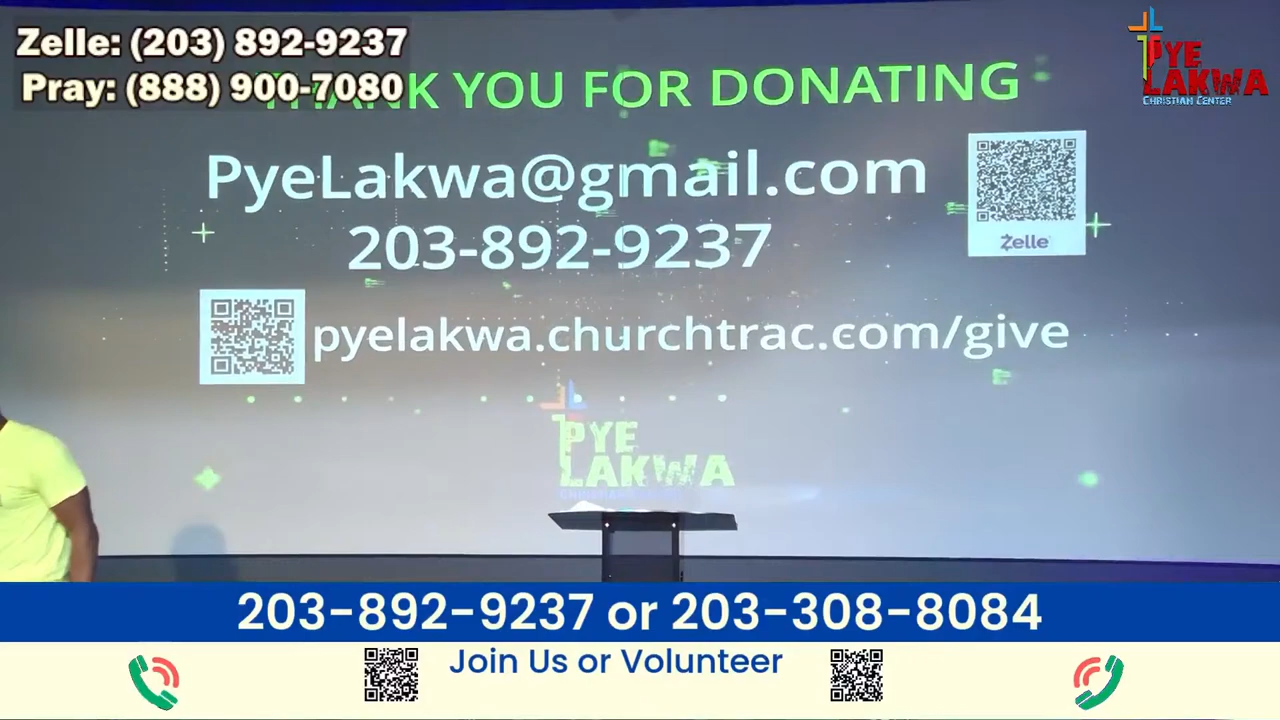 Zelle: (203) 892-9237
Pray: (888) 900-7080
THANK YOU FOR DONATING
PYE
LAKWA
CHRISTIAN CENTER
PyeLakwa@gmail.com
203-892-9237
Zelle
pyelakwa.churchtrac.com/give
PYE
LAKWA
CHRISTIAN CENTER
203-892-9237 or 203-308-8084
Join Us or Volunteer